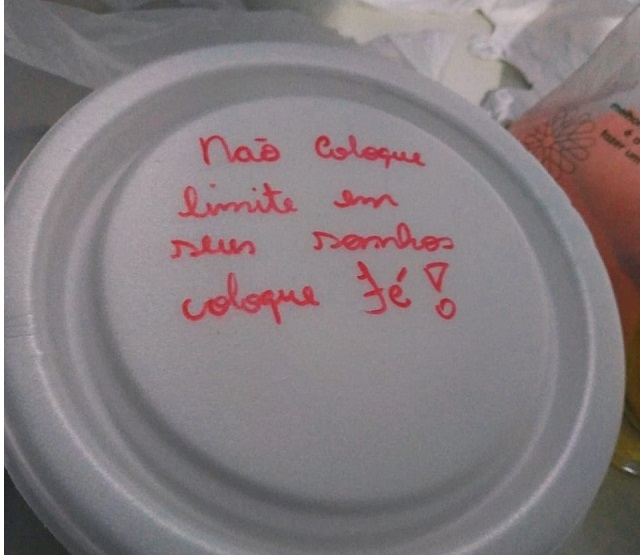 Não Coloque
limite em
seus sonhos
coloque fé!